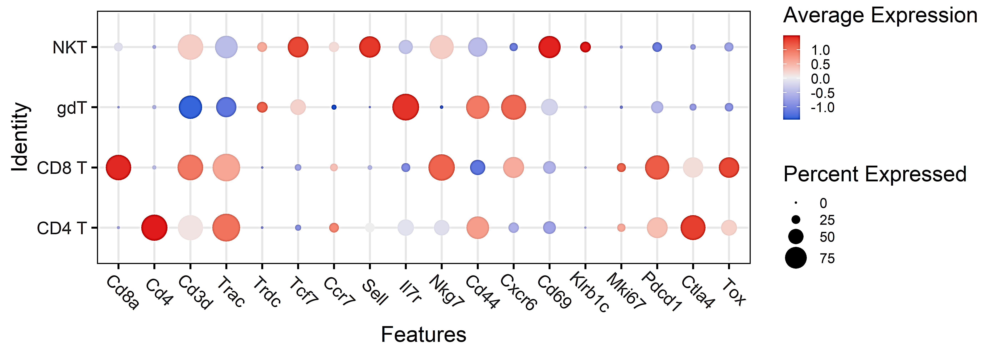 Identity
NKT
gdT
CD8 T
CD4 T
Cd8a
Cd4
Cd3d
Trac
Trdc
Tcf7
Ccr7
Sell
Il7r
Nkg7
Cd44
Cxcr6
Cd69
Klrb1c
Mki67
Pdcd1
Ctla4
Tox
Features
Average Expression
1.0
0.5
0.0
-0.5
-1.0
Percent Expressed
0
25
50
75